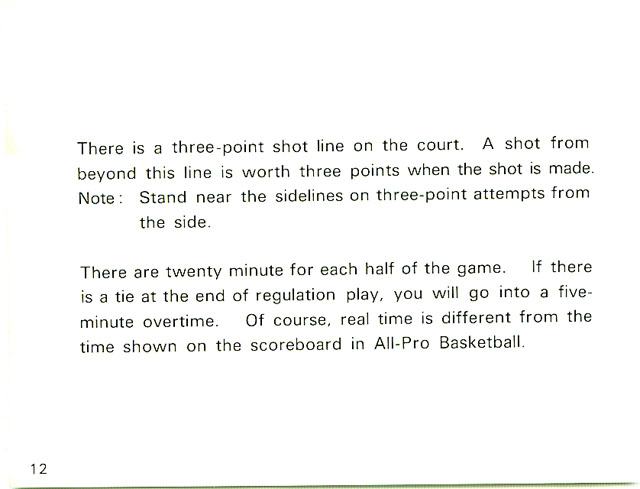 There is a three-point shot line on the court. A shot from
beyond this line is worth three points when the shot is made.
Note: Stand near the sidelines on three-point attempts from
the side.
There are twenty minute for each half of the game. If there
is a tie at the end of regulation play, you will go into a five-
minute overtime. Of course, real time is different from the
time shown on the scoreboard in All-Pro Basketball.
12